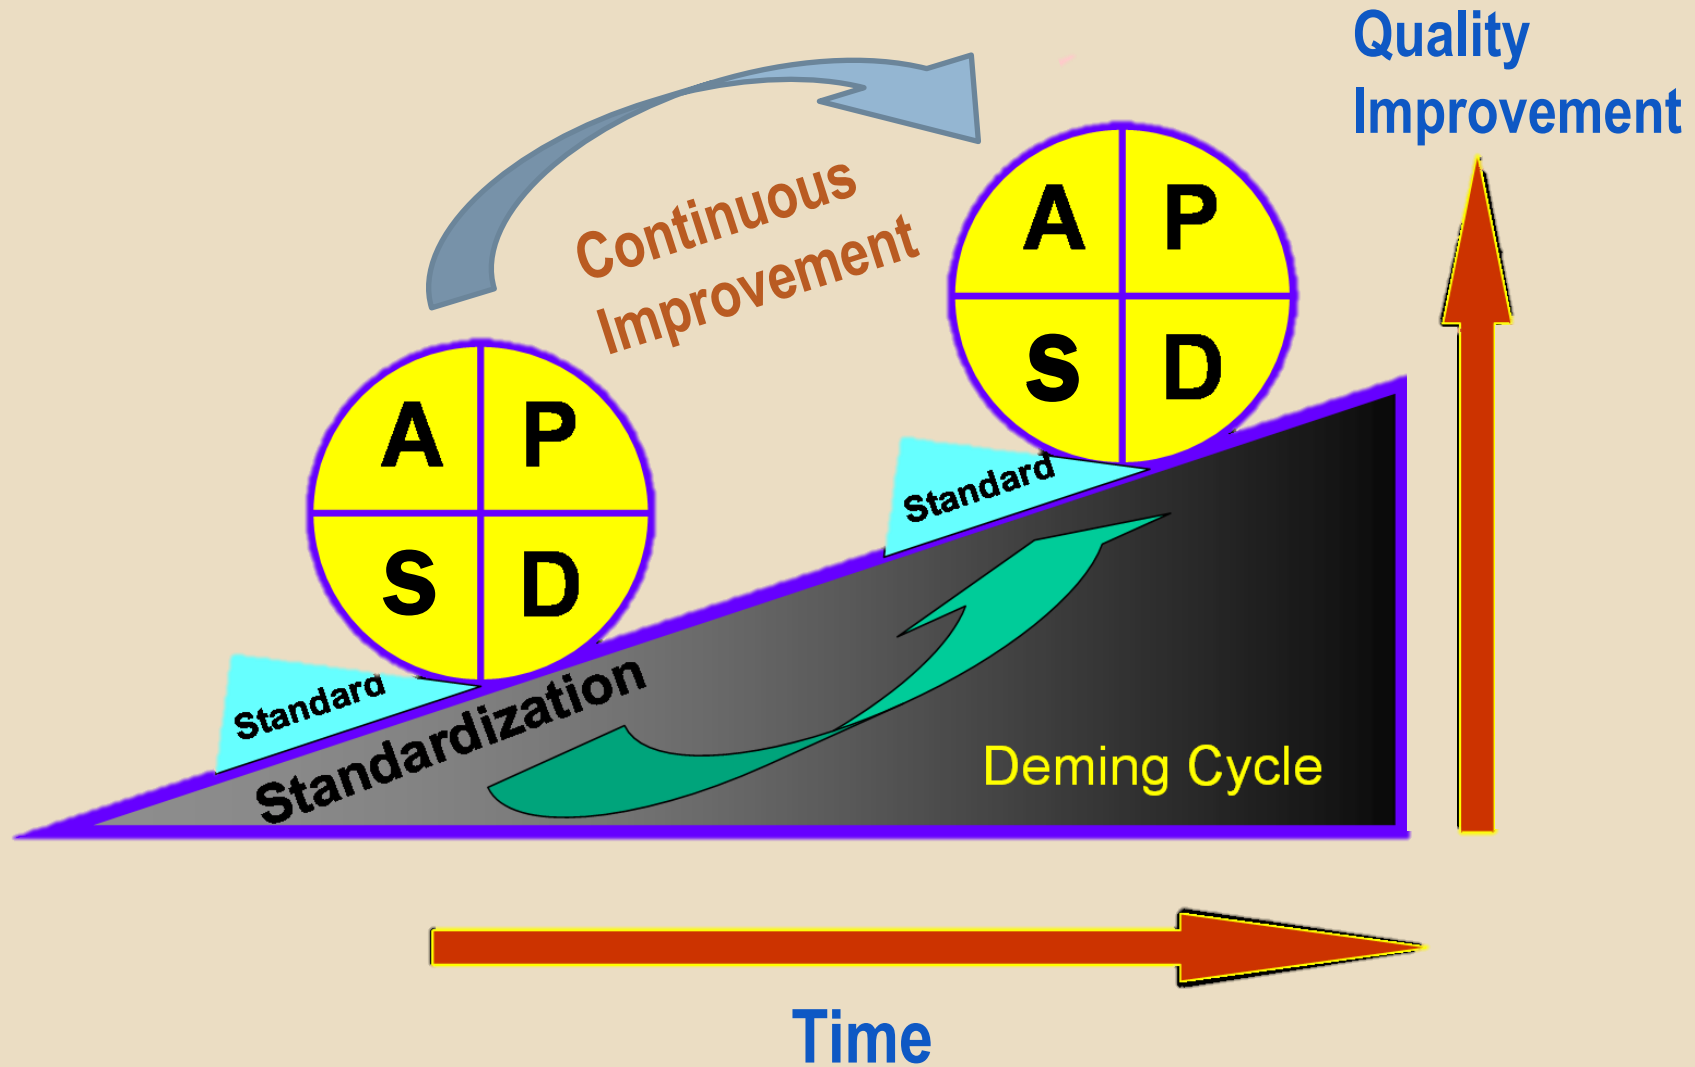 Quality
Improvement
Continuous
Improvement
A P
S D
A P
S D
Standard
Standard
Standardization
Deming Cycle
Time